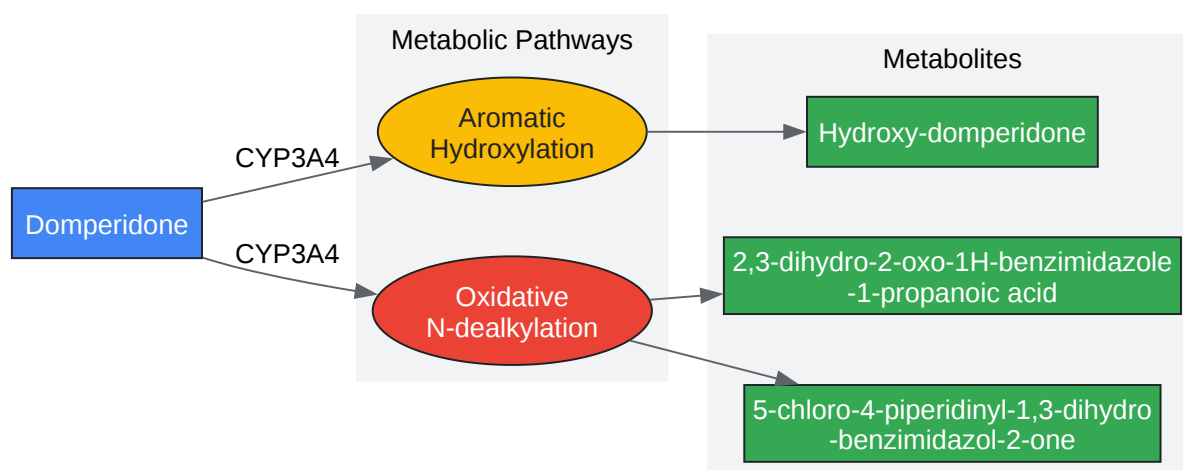 Metabolic Pathways
Metabolites
Aromatic
Hydroxylation
Hydroxy-domperidone
CYP3A4
Domperidone
CYP3A4
2,3-dihydro-2-oxo-1H-benzimidazole
-1-propanoic acid
Oxidative
N-dealkylation
5-chloro-4-piperidinyl-1,3-dihydro
-benzimidazol-2-one